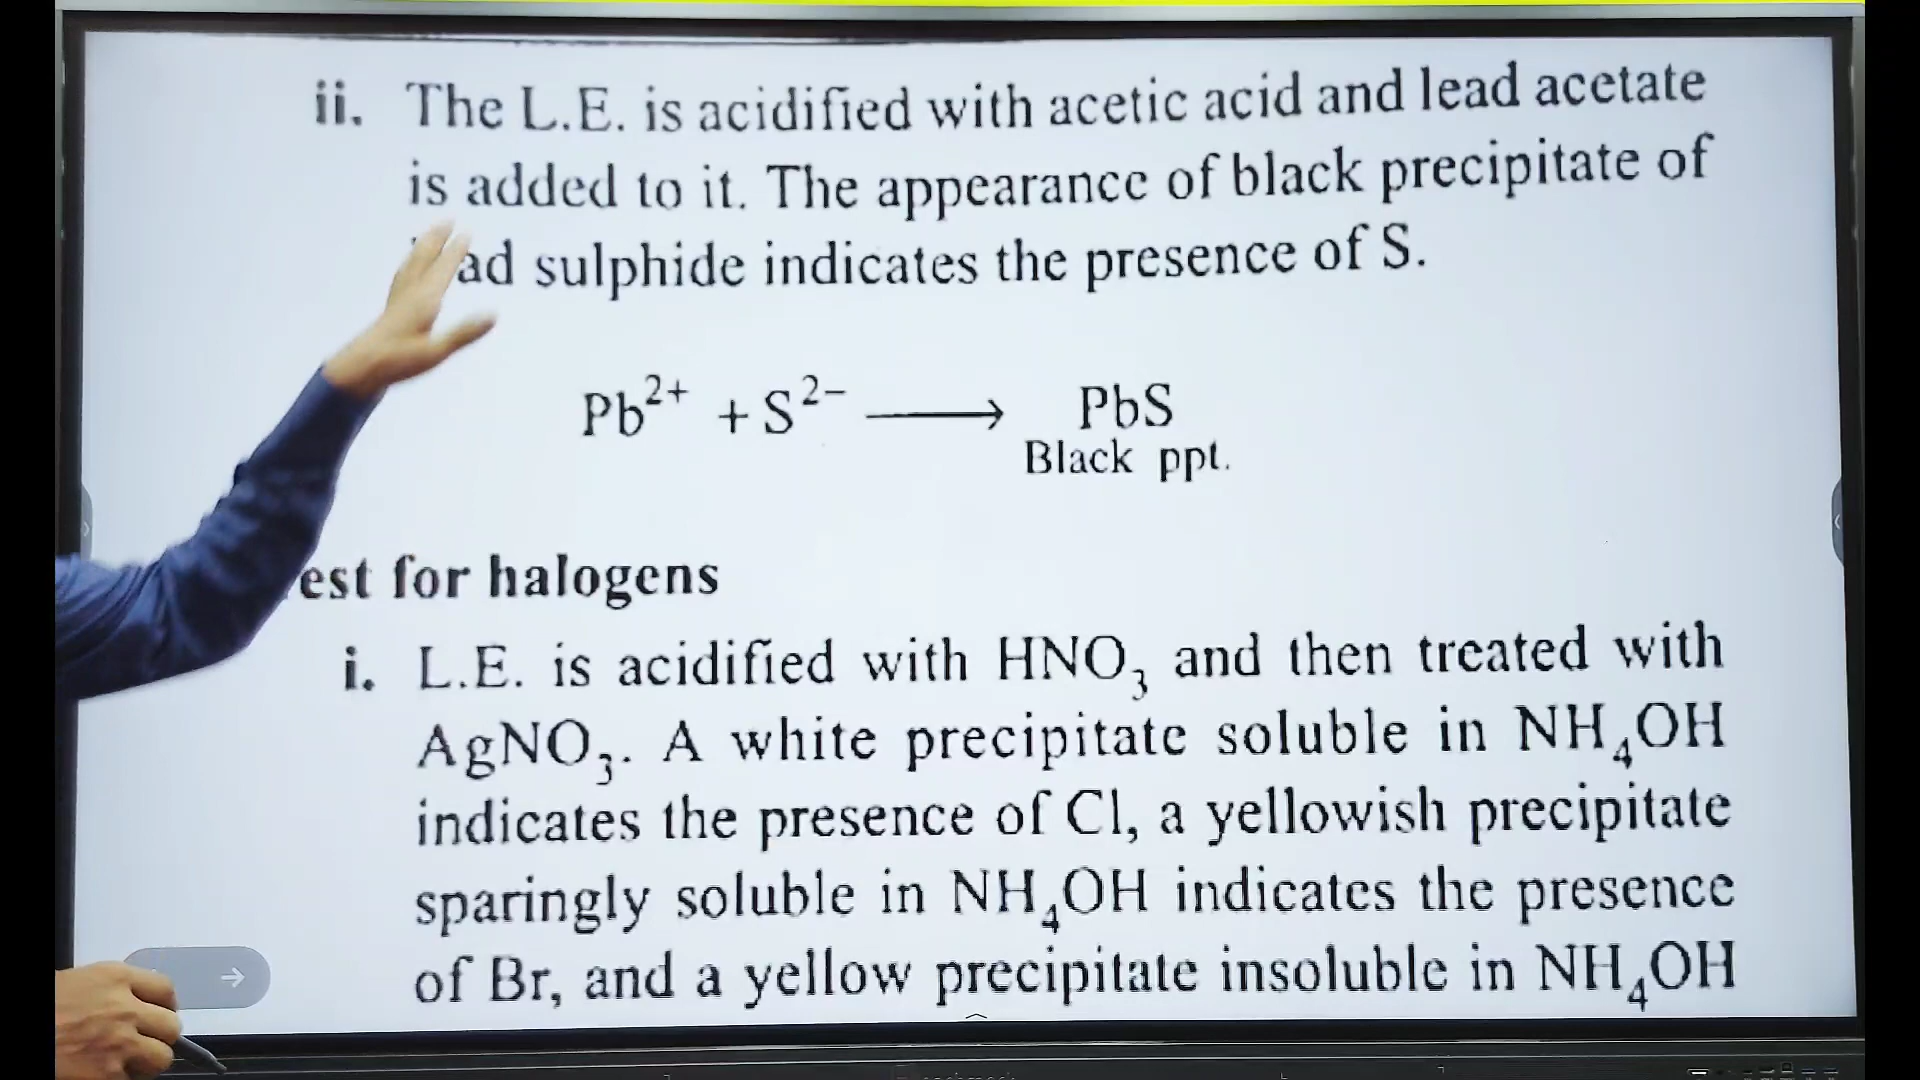 ii. The L.E. is acidified with acetic acid and lead acetate
is added to it. The appearance of black precipitate of
ad sulphide indicates the presence of S.
Pb²⁺ + S²⁻ ⟶ PbS
Black ppt.
est for halogens
i. L.E. is acidified with HNO₃ and then treated with
AgNO₃. A white precipitate soluble in NH₄OH
indicates the presence of Cl, a yellowish precipitate
sparingly soluble in NH₄OH indicates the presence
of Br, and a yellow precipitate insoluble in NH₄OH